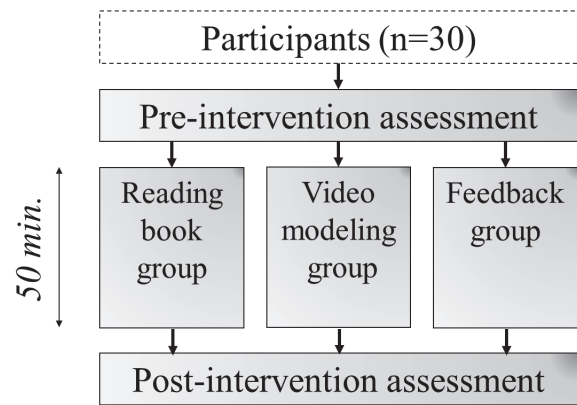 Participants (n=30)
Pre-intervention assessment
50 min.
Reading
book
group
Video
modeling
group
Feedback
group
Post-intervention assessment